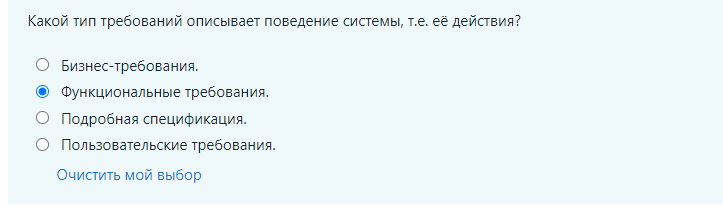 Какой тип требований описывает поведение системы, т.е. её действия?
Бизнес-требования.
Функциональные требования.
Подробная спецификация.
Пользовательские требования.
Очистить мой выбор